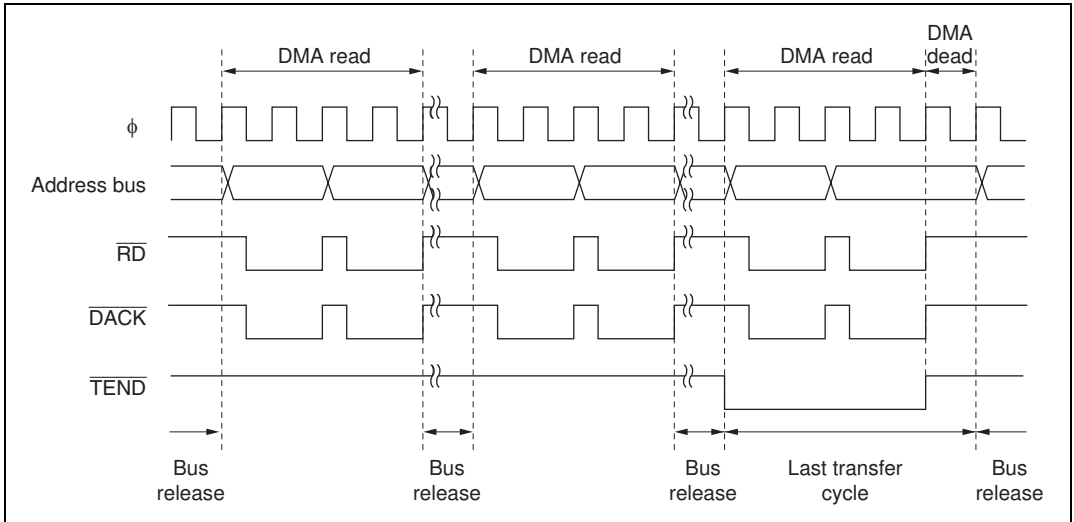 DMA read
DMA read
DMA read
DMA
dead
ϕ
Address bus
RD
DACK
TEND
Bus
release
Bus
release
Bus
release
Last transfer
cycle
Bus
release